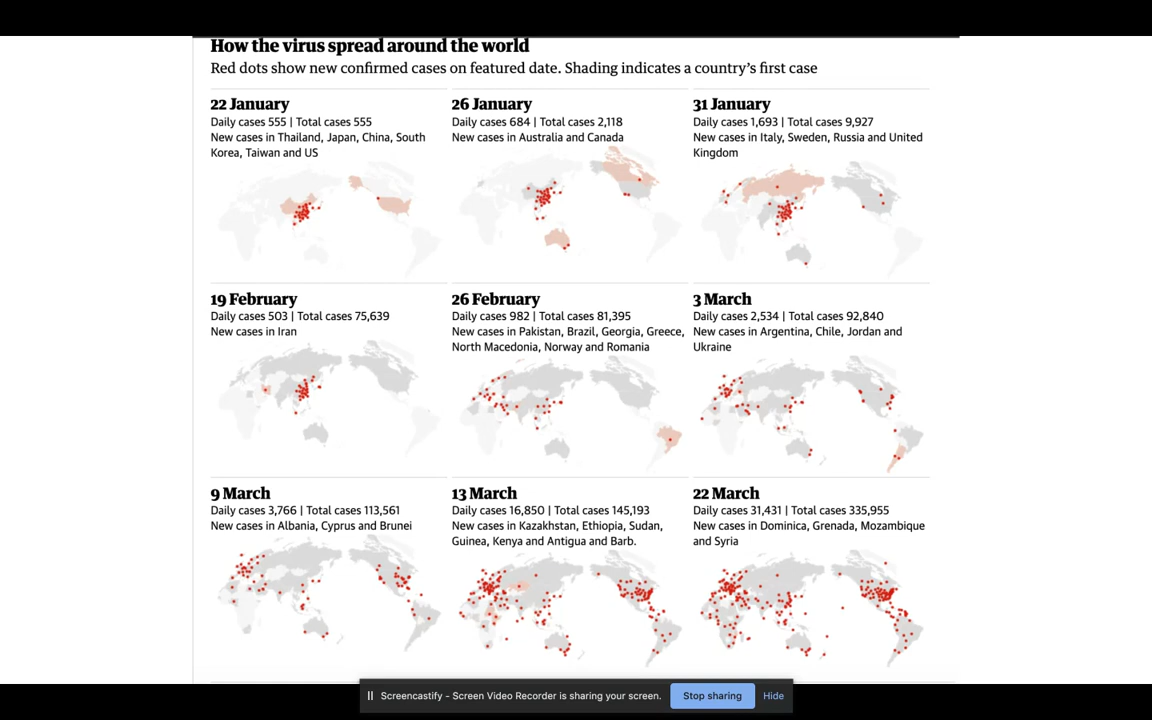 How the virus spread around the world
Red dots show new confirmed cases on featured date. Shading indicates a country's first case
22 January
Daily cases 555 | Total cases 555
New cases in Thailand, Japan, China, South
Korea, Taiwan and US
26 January
Daily cases 684 | Total cases 2,118
New cases in Australia and Canada
31 January
Daily cases 1,693 | Total cases 9,927
New cases in Italy, Sweden, Russia and United
Kingdom
19 February
Daily cases 503 | Total cases 75,639
New cases in Iran
26 February
Daily cases 982 | Total cases 81,395
New cases in Pakistan, Brazil, Georgia, Greece,
North Macedonia, Norway and Romania
3 March
Daily cases 2,534 | Total cases 92,840
New cases in Argentina, Chile, Jordan and
Ukraine
9 March
Daily cases 3,766 | Total cases 113,561
New cases in Albania, Cyprus and Brunei
13 March
Daily cases 16,850 | Total cases 145,193
New cases in Kazakhstan, Ethiopia, Sudan,
Guinea, Kenya and Antigua and Barb.
22 March
Daily cases 31,431 | Total cases 335,955
New cases in Dominica, Grenada, Mozambique
and Syria
Screencastify - Screen Video Recorder is sharing your screen.
Stop sharing
Hide